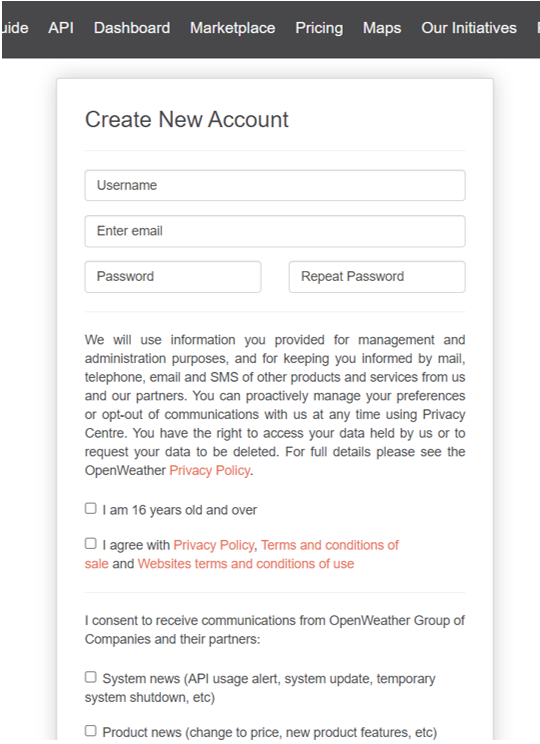 API Dashboard Marketplace Pricing Maps Our Initiatives
Create New Account
Username
Enter email
Password Repeat Password
We will use information you provided for management and
administration purposes, and for keeping you informed by mail,
telephone, email and SMS of other products and services from us
and our partners. You can proactively manage your preferences
or opt-out of communications with us at any time using Privacy
Centre. You have the right to access your data held by us or to
request your data to be deleted. For full details please see the
OpenWeather Privacy Policy.
I am 16 years old and over
I agree with Privacy Policy, Terms and conditions of
sale and Websites terms and conditions of use
I consent to receive communications from OpenWeather Group of
Companies and their partners:
System news (API usage alert, system update, temporary
system shutdown, etc)
Product news (change to price, new product features, etc)